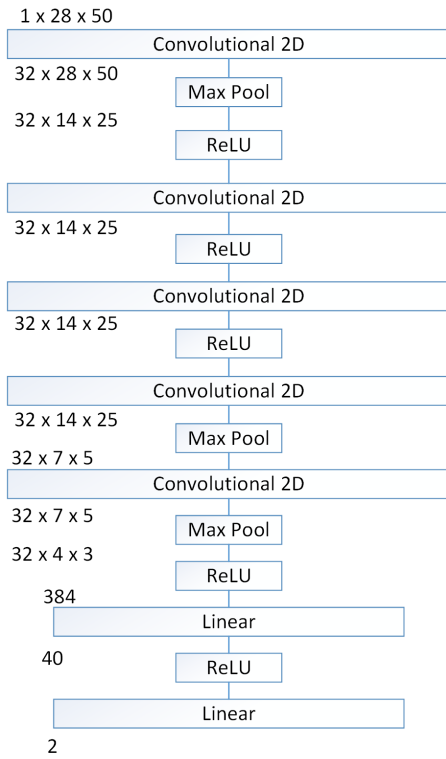 1 x 28 x 50
Convolutional 2D
32 x 28 x 50
Max Pool
32 x 14 x 25
ReLU
Convolutional 2D
32 x 14 x 25
ReLU
Convolutional 2D
32 x 14 x 25
ReLU
Convolutional 2D
32 x 14 x 25
Max Pool
32 x 7 x 5
Convolutional 2D
32 x 7 x 5
Max Pool
32 x 4 x 3
ReLU
384
Linear
40
ReLU
Linear
2